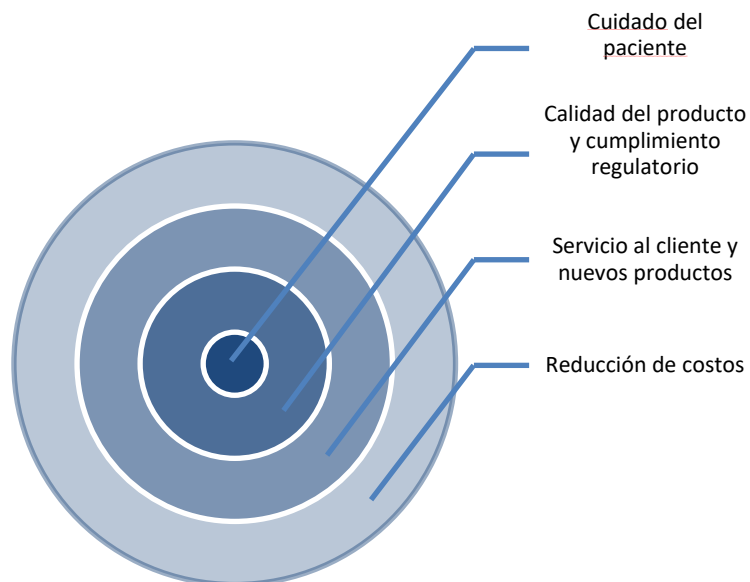 Cuidado del
paciente
Calidad del producto
y cumplimiento
regulatorio
Servicio al cliente y
nuevos productos
Reducción de costos